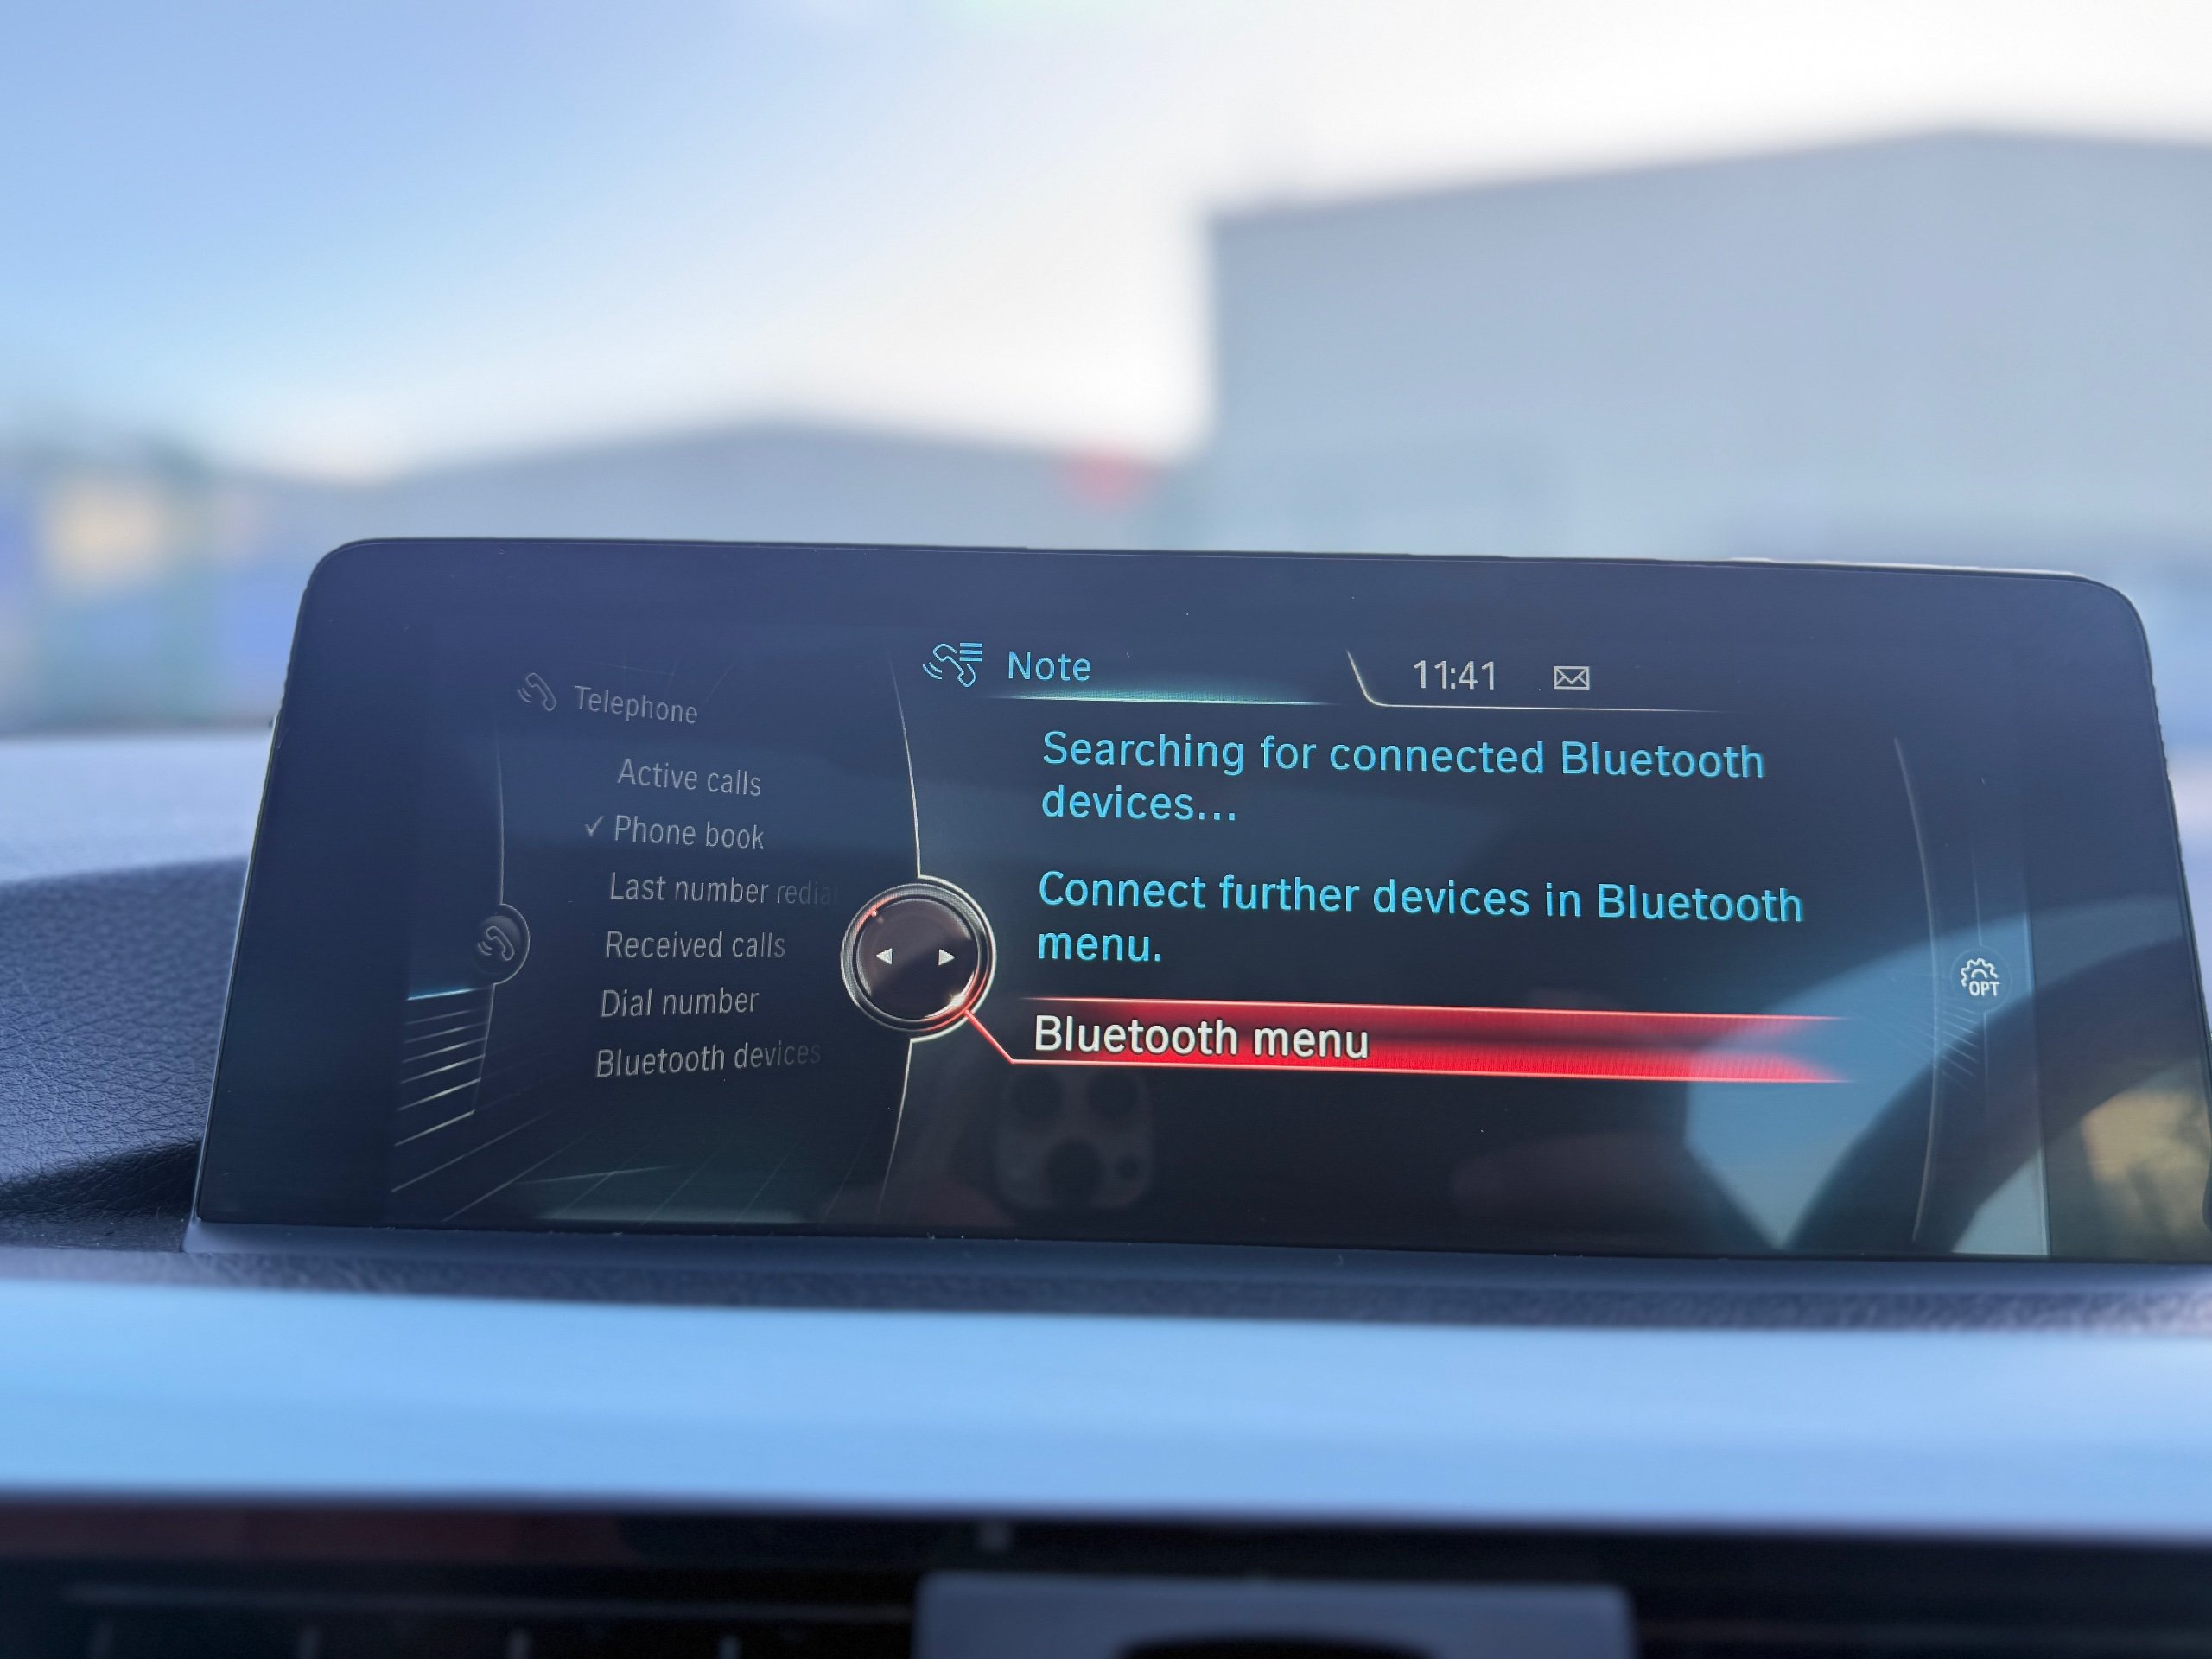 Telephone
Active calls
✓ Phone book
Last number redial
Received calls
Dial number
Bluetooth devices
Note
11:41
Searching for connected Bluetooth
devices...
Connect further devices in Bluetooth
menu.
Bluetooth menu
OPT